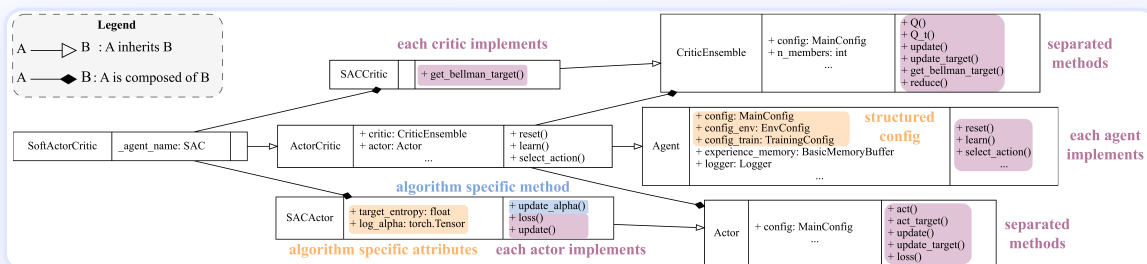 Legend
A B : A inherits B
A B : A is composed of B
each critic implements
SACCritic
+ get_bellman_target()
CriticEnsemble
+ config: MainConfig
+ n_members: int
...
+ Q()
+ Q_t()
+ update()
+ update_target()
+ get_bellman_target()
+ reduce()
separated
methods
SoftActorCritic
_agent_name: SAC
ActorCritic
+ critic: CriticEnsemble
+ actor: Actor
...
+ reset()
+ learn()
+ select_action()
Agent
+ config: MainConfig
+ config_env: EnvConfig
+ config_train: TrainingConfig
+ experience_memory: BasicMemoryBuffer
+ logger: Logger
...
structured
config
+ reset()
+ learn()
+ select_action()
...
each agent
implements
algorithm specific method
SACActor
+ target_entropy: float
+ log_alpha: torch.Tensor
+ update_alpha()
+ loss()
+ update()
algorithm specific attributes
each actor implements
Actor
+ config: MainConfig
...
+ act()
+ act_target()
+ update()
+ update_target()
+ loss()
separated
methods